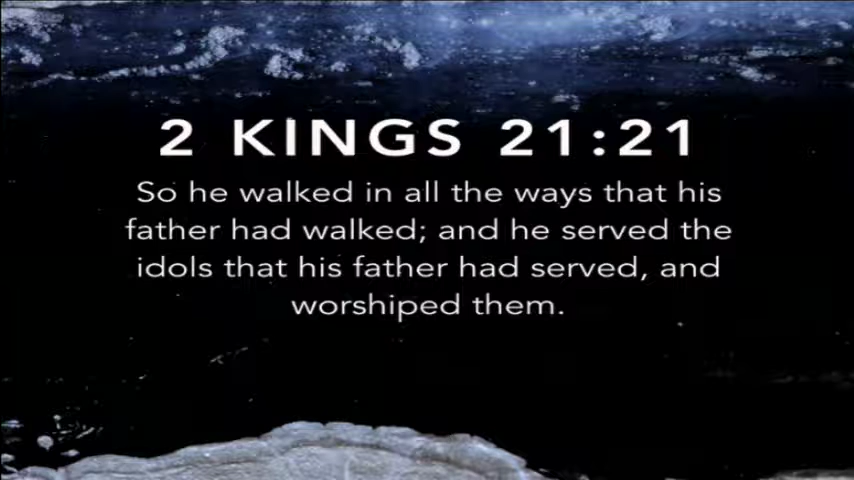 2 KINGS 21:21
So he walked in all the ways that his
father had walked; and he served the
idols that his father had served, and
worshiped them.